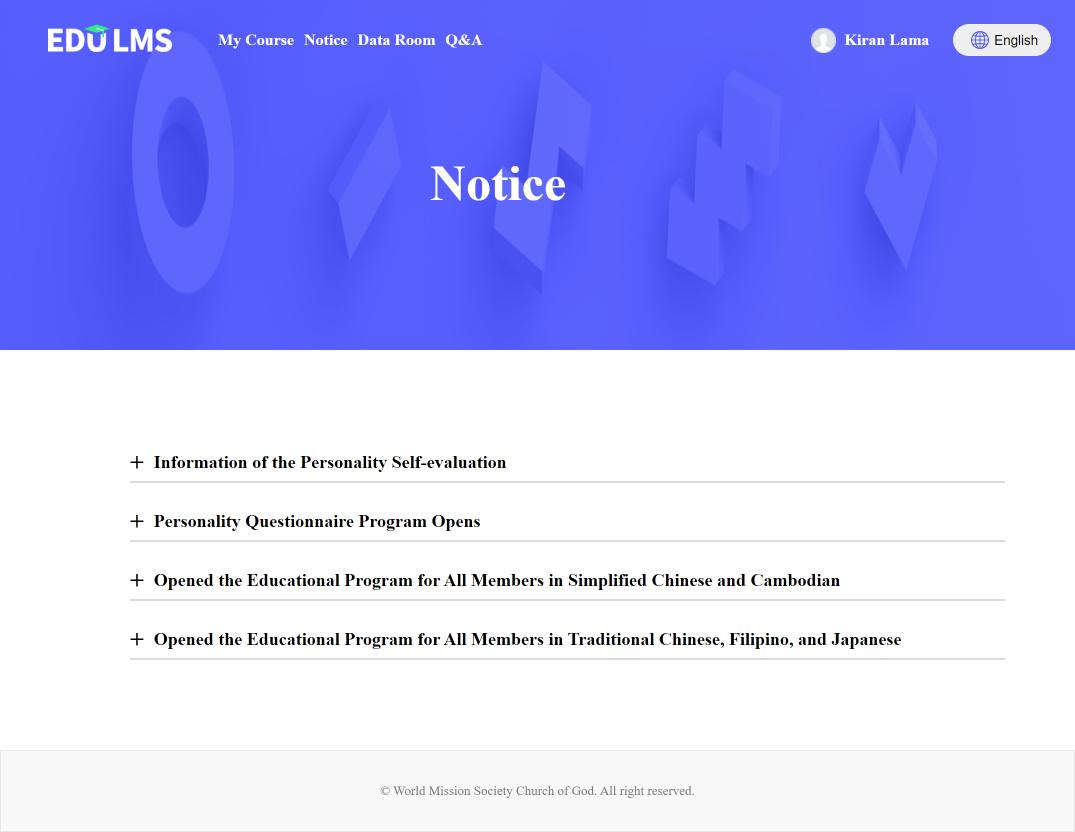 EDU LMS
My Course Notice Data Room Q&A
Kiran Lama
English
Notice
Information of the Personality Self-evaluation
Personality Questionnaire Program Opens
Opened the Educational Program for All Members in Simplified Chinese and Cambodian
Opened the Educational Program for All Members in Traditional Chinese, Filipino, and Japanese
© World Mission Society Church of God. All right reserved.